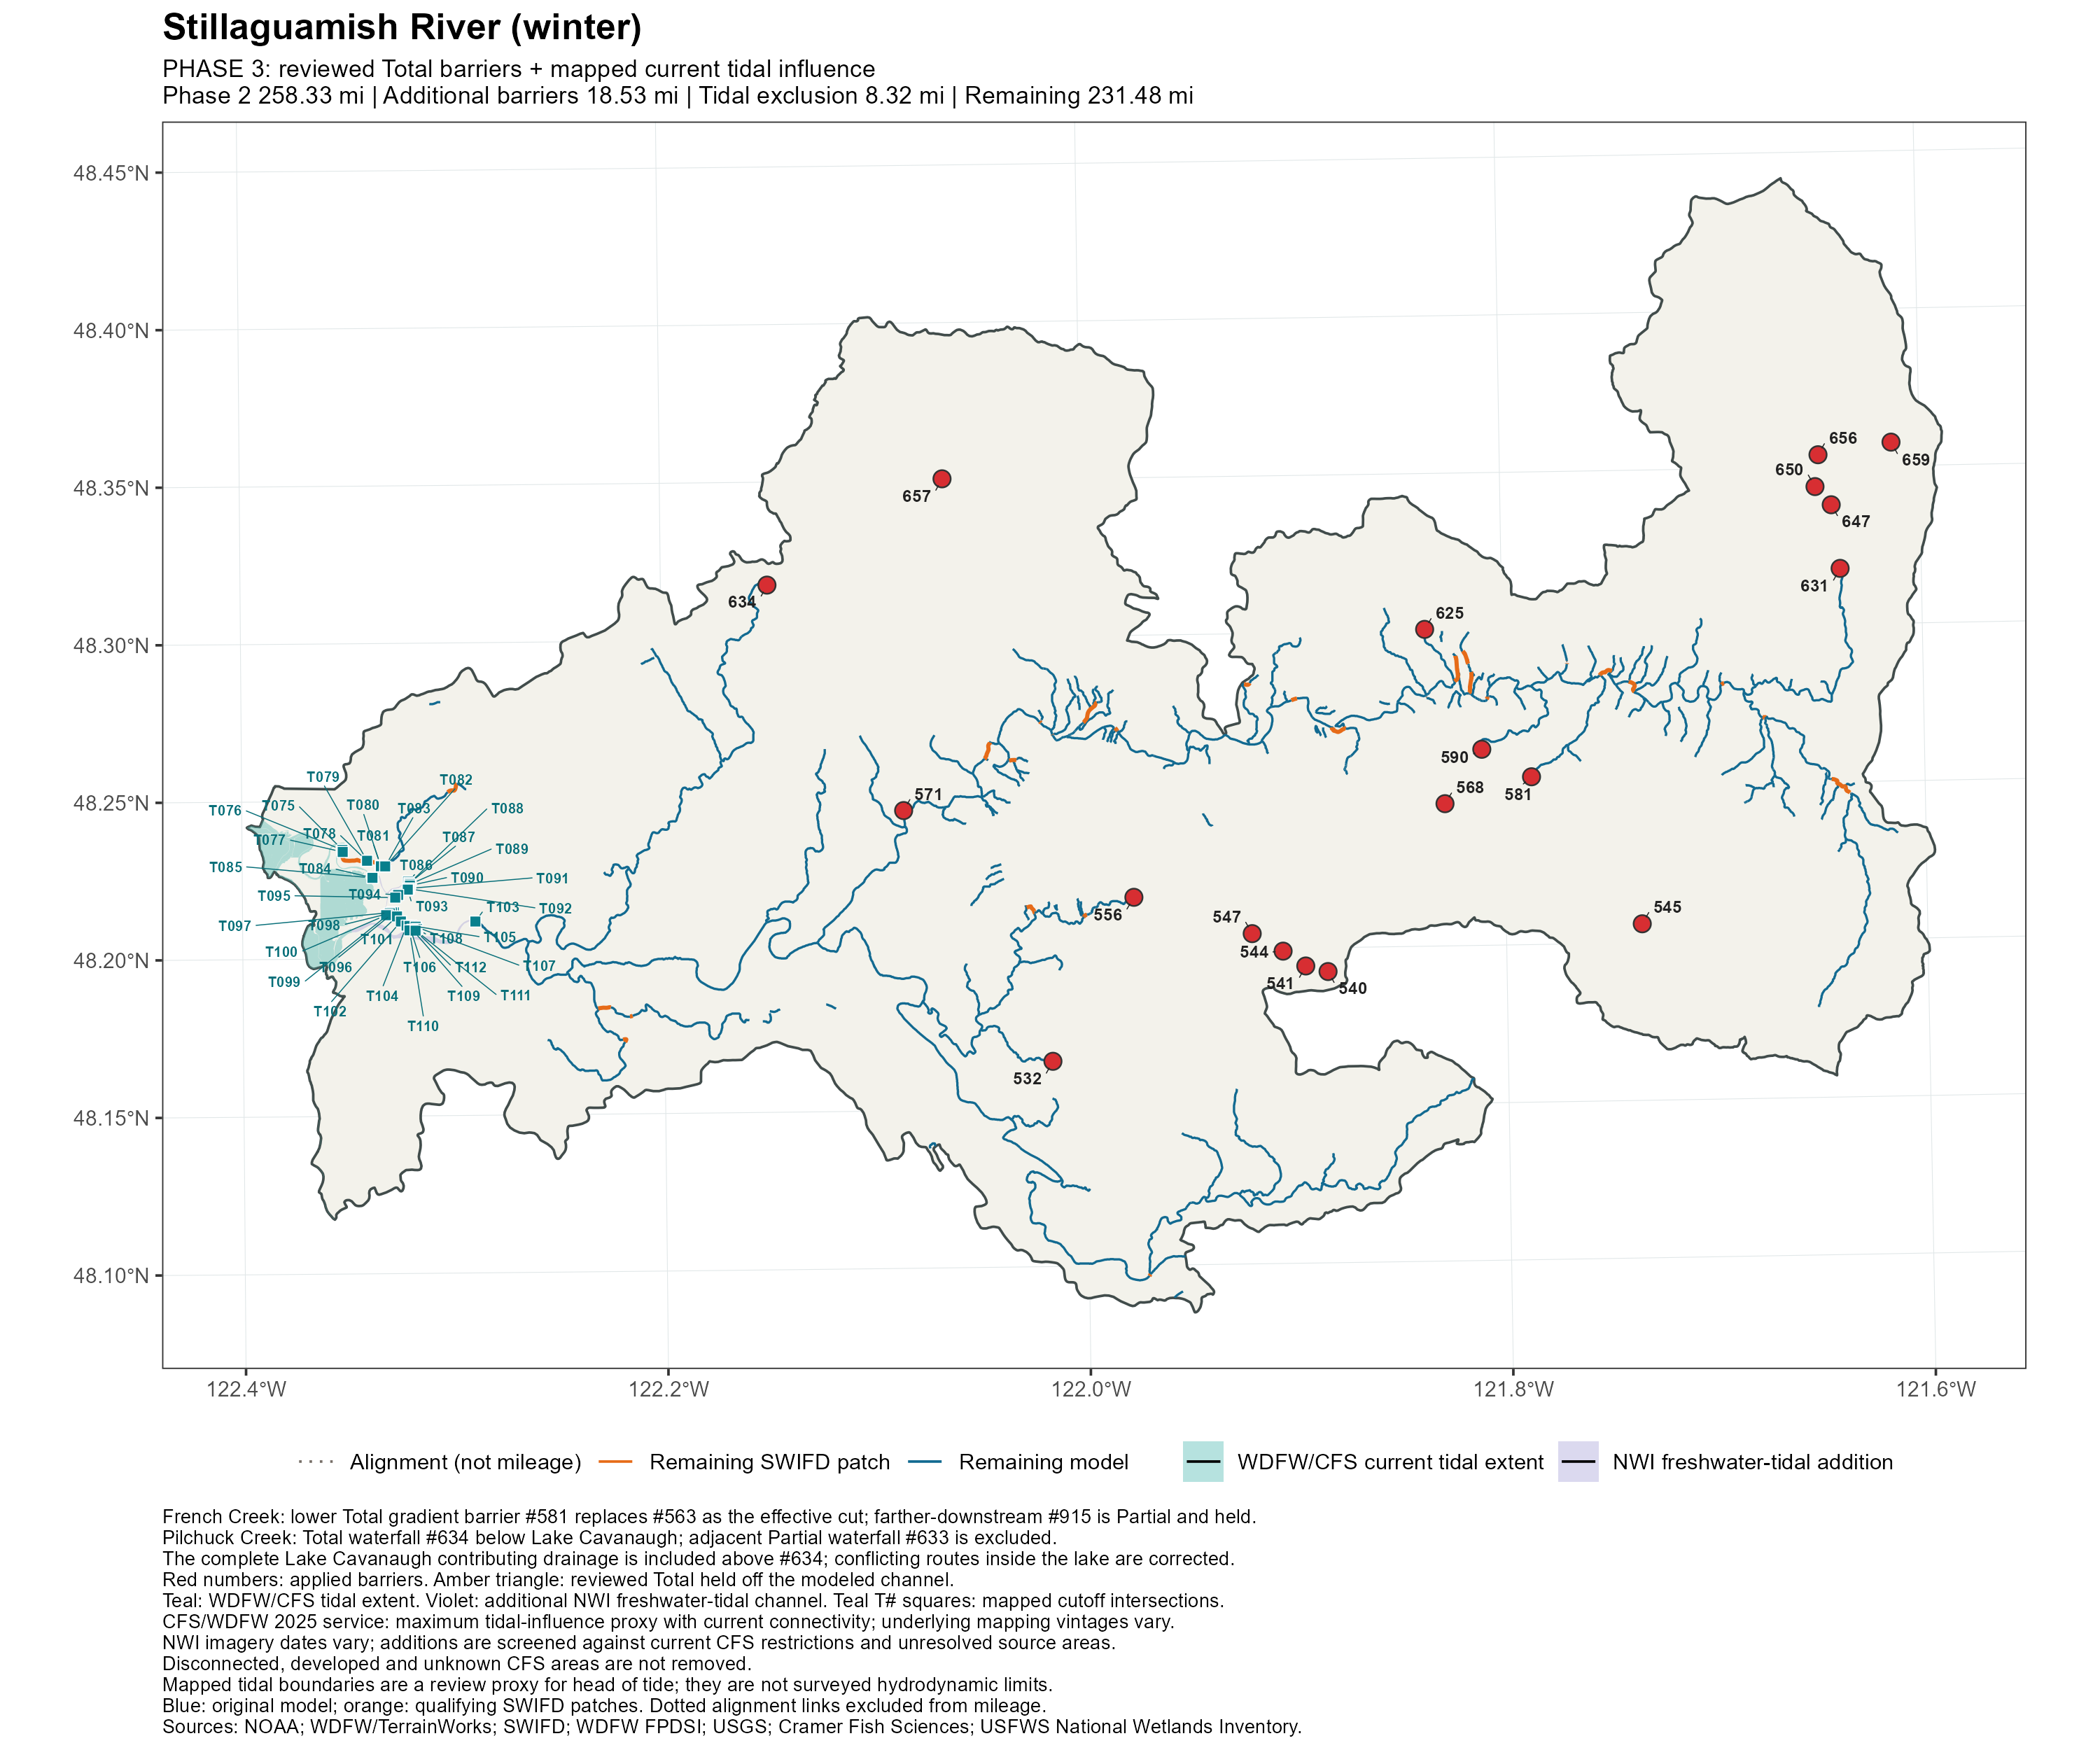 Stillaguamish River (winter)
PHASE 3: reviewed Total barriers + mapped current tidal influence
Phase 2 258.33 mi | Additional barriers 18.53 mi | Tidal exclusion 8.32 mi | Remaining 231.48 mi
48.45°N
48.40°N
48.35°N
48.30°N
48.25°N
48.20°N
48.15°N
48.10°N
656
659
650
647
657
631
634
625
590
568
581
571
556
547
544
541
540
545
532
T079
T082
T076
T075
T080
T083
T088
T077
T078
T081
T087
T089
T085
T084
T086
T090
T091
T095
T094
T093
T092
T103
T097
T098
T101
T108
T105
T100
T096
T106
T112
T107
T099
T102
T104
T109
T111
T110
122.4°W
122.2°W
122.0°W
121.8°W
121.6°W
Alignment (not mileage)
Remaining SWIFD patch
Remaining model
WDFW/CFS current tidal extent
NWI freshwater-tidal addition
French Creek: lower Total gradient barrier #581 replaces #563 as the effective cut; farther-downstream #915 is Partial and held.
Pilchuck Creek: Total waterfall #634 below Lake Cavanaugh; adjacent Partial waterfall #633 is excluded.
The complete Lake Cavanaugh contributing drainage is included above #634; conflicting routes inside the lake are corrected.
Red numbers: applied barriers. Amber triangle: reviewed Total held off the modeled channel.
Teal: WDFW/CFS tidal extent. Violet: additional NWI freshwater-tidal channel. Teal T# squares: mapped cutoff intersections.
CFS/WDFW 2025 service: maximum tidal-influence proxy with current connectivity; underlying mapping vintages vary.
NWI imagery dates vary; additions are screened against current CFS restrictions and unresolved source areas.
Disconnected, developed and unknown CFS areas are not removed.
Mapped tidal boundaries are a review proxy for head of tide; they are not surveyed hydrodynamic limits.
Blue: original model; orange: qualifying SWIFD patches. Dotted alignment links excluded from mileage.
Sources: NOAA; WDFW/TerrainWorks; SWIFD; WDFW FPDSI; USGS; Cramer Fish Sciences; USFWS National Wetlands Inventory.